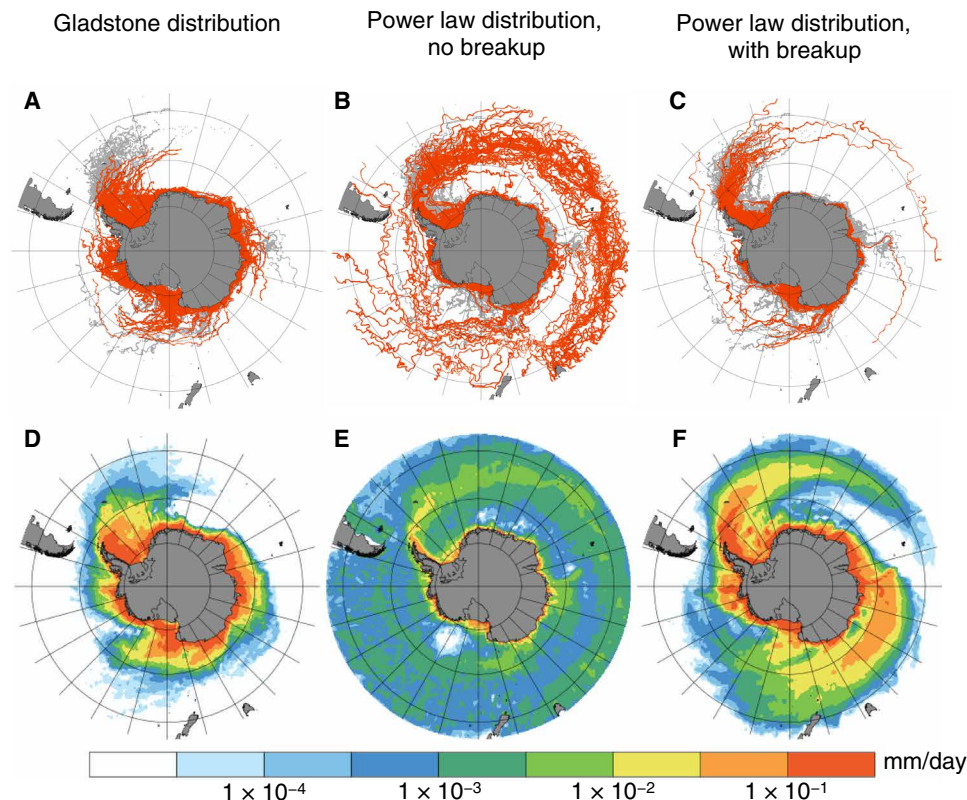 Gladstone distribution
Power law distribution,
no breakup
Power law distribution,
with breakup
A
B
C
D
E
F
mm/day
1 × 10⁻⁴
1 × 10⁻³
1 × 10⁻²
1 × 10⁻¹